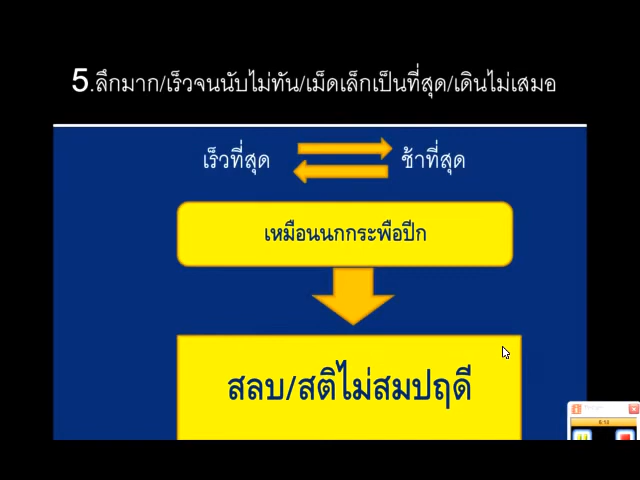 5.ลึกมาก/เร็วจนนับไม่ทัน/เม็ดเล็กเป็นที่สุด/เดินไม่เสมอ
เร็วที่สุด ช้าที่สุด
เหมือนนกกระพือปีก
สลบ/สติไม่สมปฤดี